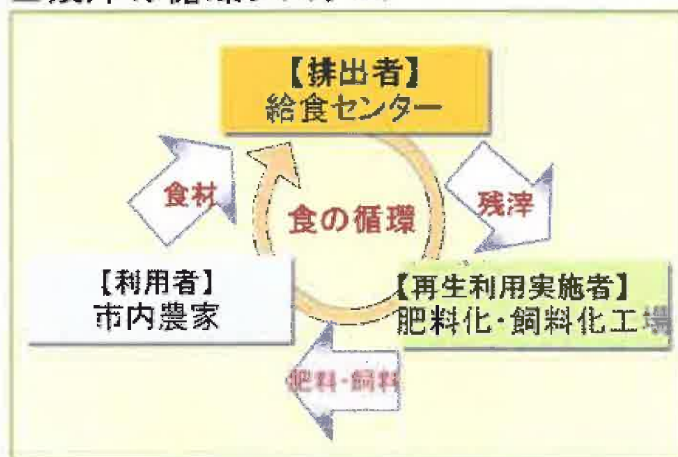 【排出者】
給食センター
食材
残滓
食の循環
【利用者】
市内農家
【再生利用実施者】
肥料化・飼料化工場
肥料・飼料